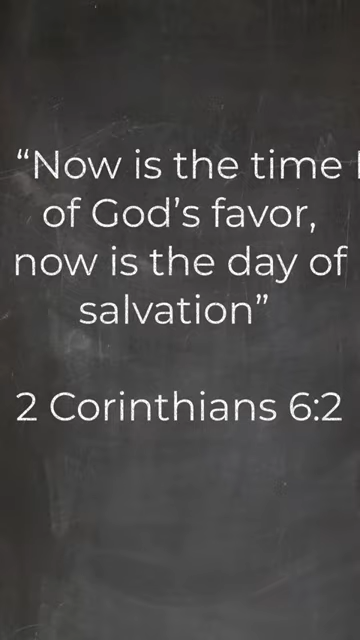 “Now is the time
of God’s favor,
now is the day of
salvation”
2 Corinthians 6:2